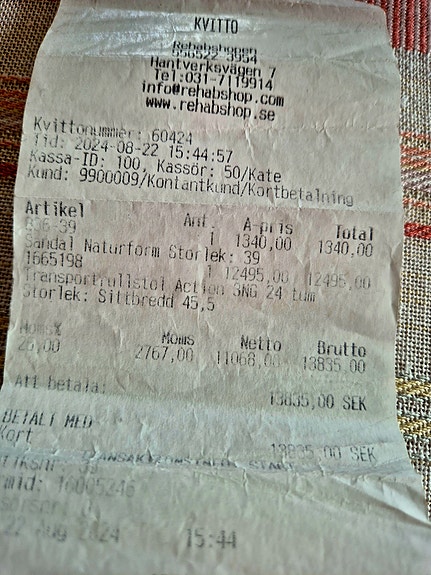 KVITTO
Rehabshopen
556522-3954
Hantverksvägen 7
Tel:031-7119914
info@rehabshop.com
www.rehabshop.se
Kvittonummer: 60424
Tid: 2024-08-22 15:44:57
Kassa-ID: 100, Kassör: 50/Kate
Kund: 9900009/Kontantkund/Kortbetalning
Artikel Ant. A-pris Total
-39 1 1340,00 1340,00
Sandal Naturform Storlek: 39
1665198 1 12495,00 12495,00
Transportrullstol Action 3NG 24 tum
Storlek: Sittbredd 45,5
Moms% Moms Netto Brutto
25,00 2767,00 11068,00 13835,00
Att betala: 13835,00 SEK
BETALT MED
Kort 13835,00 SEK
15:44